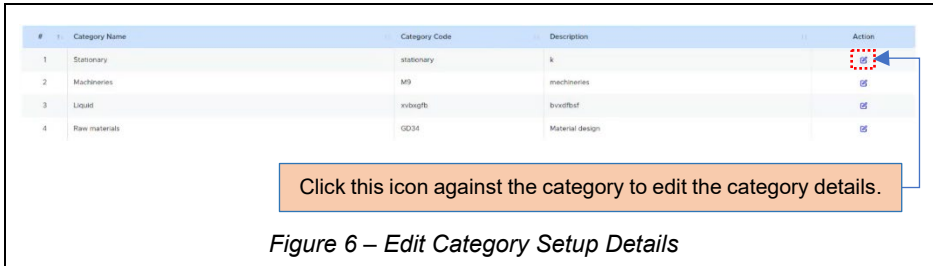 # Category Name Category Code Description Action
1 Stationary stationary k
2 Machineries M9 mechineries
3 Liquid xvbxgfb bvxdfbsf
4 Raw materials GD34 Material design
Click this icon against the category to edit the category details.
Figure 6 – Edit Category Setup Details